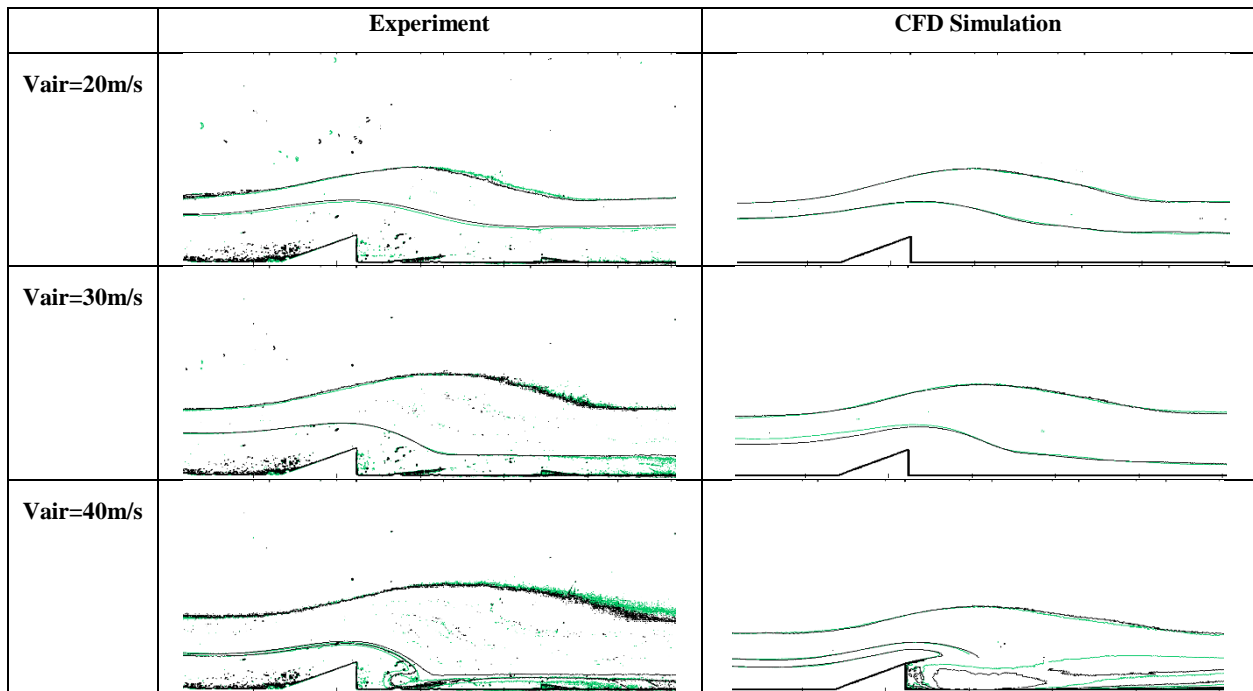 Experiment
CFD Simulation
Vair=20m/s
Vair=30m/s
Vair=40m/s